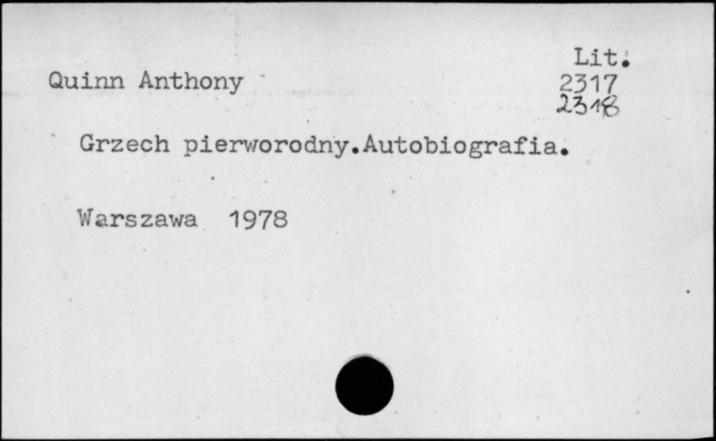 Lit.
Quinn Anthony 2317
2318
Grzech pierworodny.Autobiografia.
Warszawa 1978